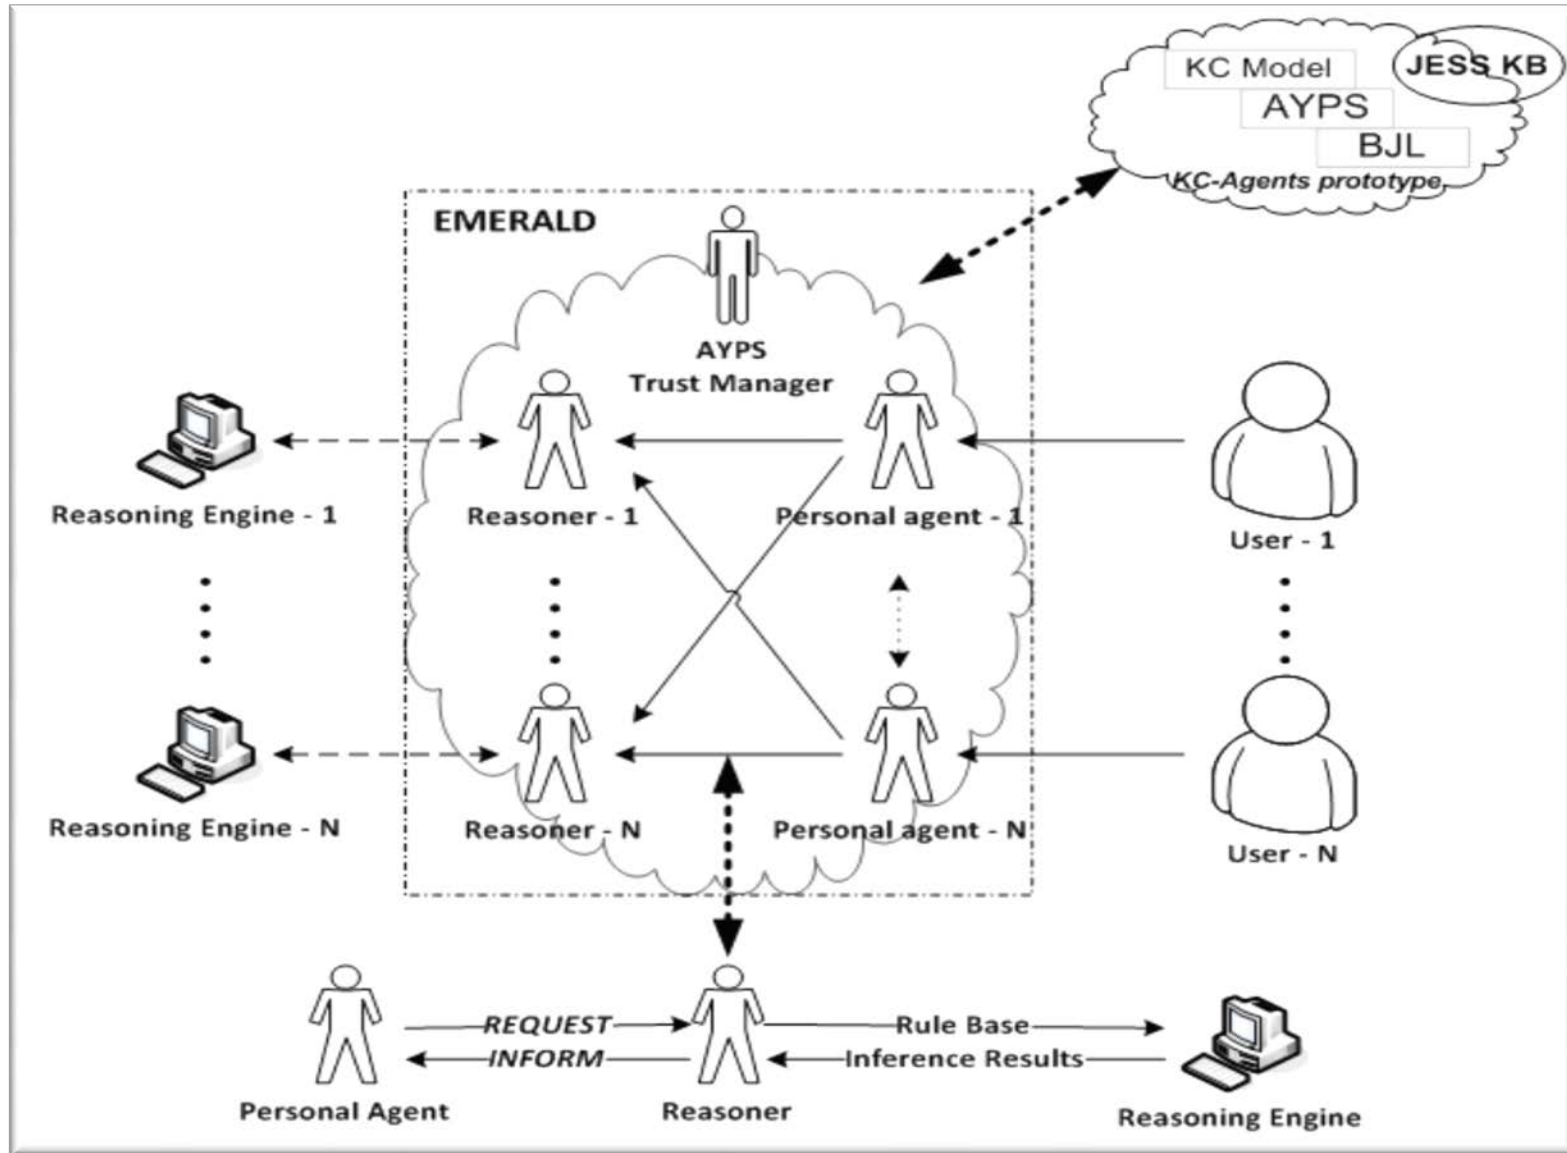 KC Model
JESS KB
AYPS
BJL
KC-Agents prototype
EMERALD
AYPS
Trust Manager
Reasoning Engine - 1
Reasoner - 1
Personal agent - 1
User - 1
Reasoning Engine - N
Reasoner - N
Personal agent - N
User - N
REQUEST
Rule Base
INFORM
Inference Results
Personal Agent
Reasoner
Reasoning Engine